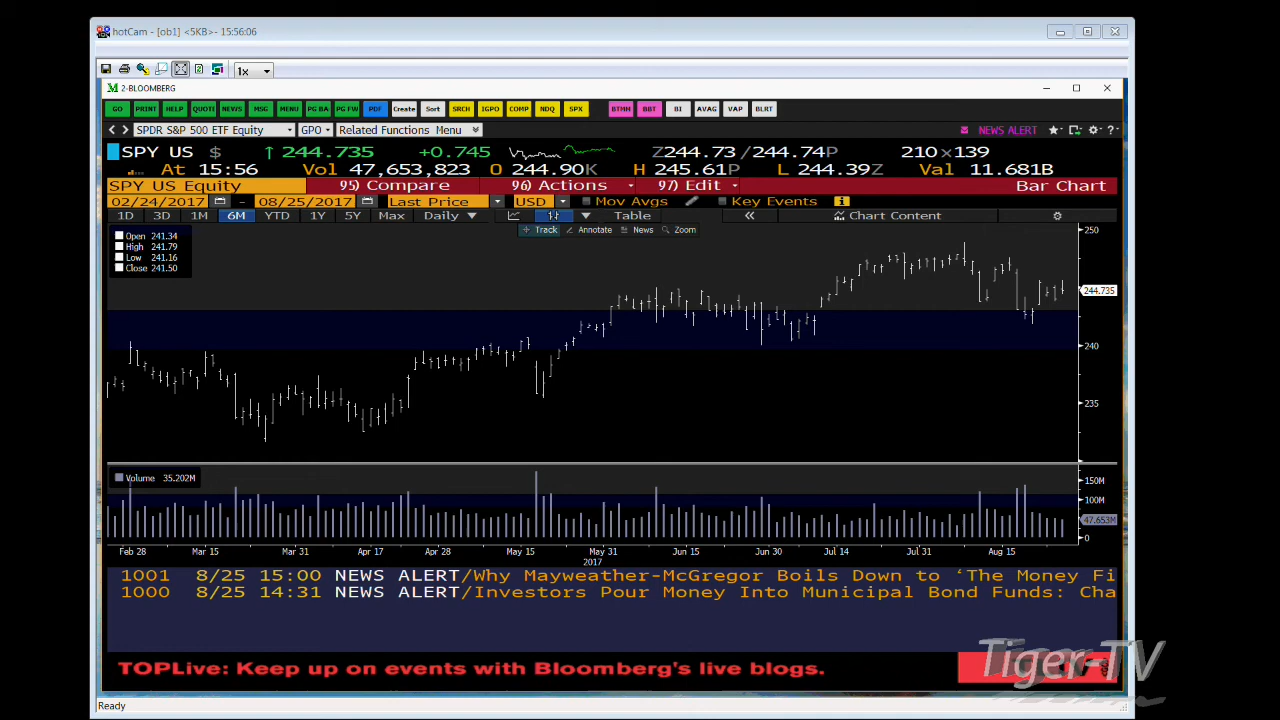 hotCam - [ob1] <5KB>- 15:56:06
1x
2-BLOOMBERG
GO PRINT HELP QUOTI NEWS MSG MENU PG BA PG FW PDF Create Sort SRCH IGPO COMP NDQ SPX BTMH BBT BI AVAG VAP BLRT
SPDR S&P 500 ETF Equity GPO Related Functions Menu NEWS ALERT
SPY US $ ↑ 244.735 +0.745 Z244.73 /244.74P 210×139
At 15:56 Vol 47,653,823 O 244.90K H 245.61P L 244.39Z Val 11.681B
SPY US Equity 95) Compare 96) Actions 97) Edit Bar Chart
02/24/2017 - 08/25/2017 Last Price USD Mov Avgs Key Events
1D 3D 1M 6M YTD 1Y 5Y Max Daily Table « Chart Content
Track Annotate News Zoom
Open 241.34
High 241.79
Low 241.16
Close 241.50
250
244.735
240
235
Volume 35.202M
150M
100M
47.653M
0
Feb 28 Mar 15 Mar 31 Apr 17 Apr 28 May 15 May 31 Jun 15 Jun 30 Jul 14 Jul 31 Aug 15
2017
1001 8/25 15:00 NEWS ALERT/Why Mayweather-McGregor Boils Down to ‘The Money Fi
1000 8/25 14:31 NEWS ALERT/Investors Pour Money Into Municipal Bond Funds: Cha
TOPLive: Keep up on events with Bloomberg's live blogs.
Tiger-TV
Ready